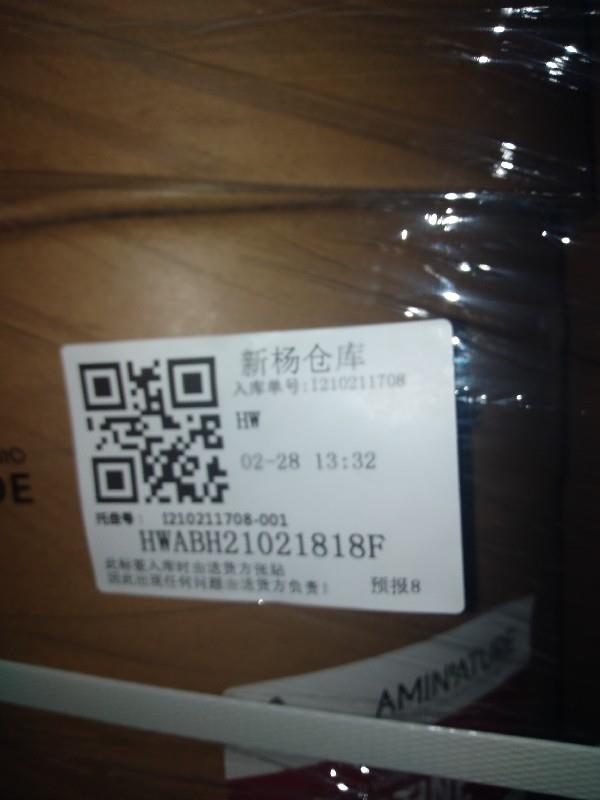 新杨仓库
入库单号:I210211708
HW
02-28 13:32
托盘号: I210211708-001
HWABH21021818F
此标签入库时由送货方张贴
因此出现任何问题由送货方负责! 预报8
DE
AMINATURE